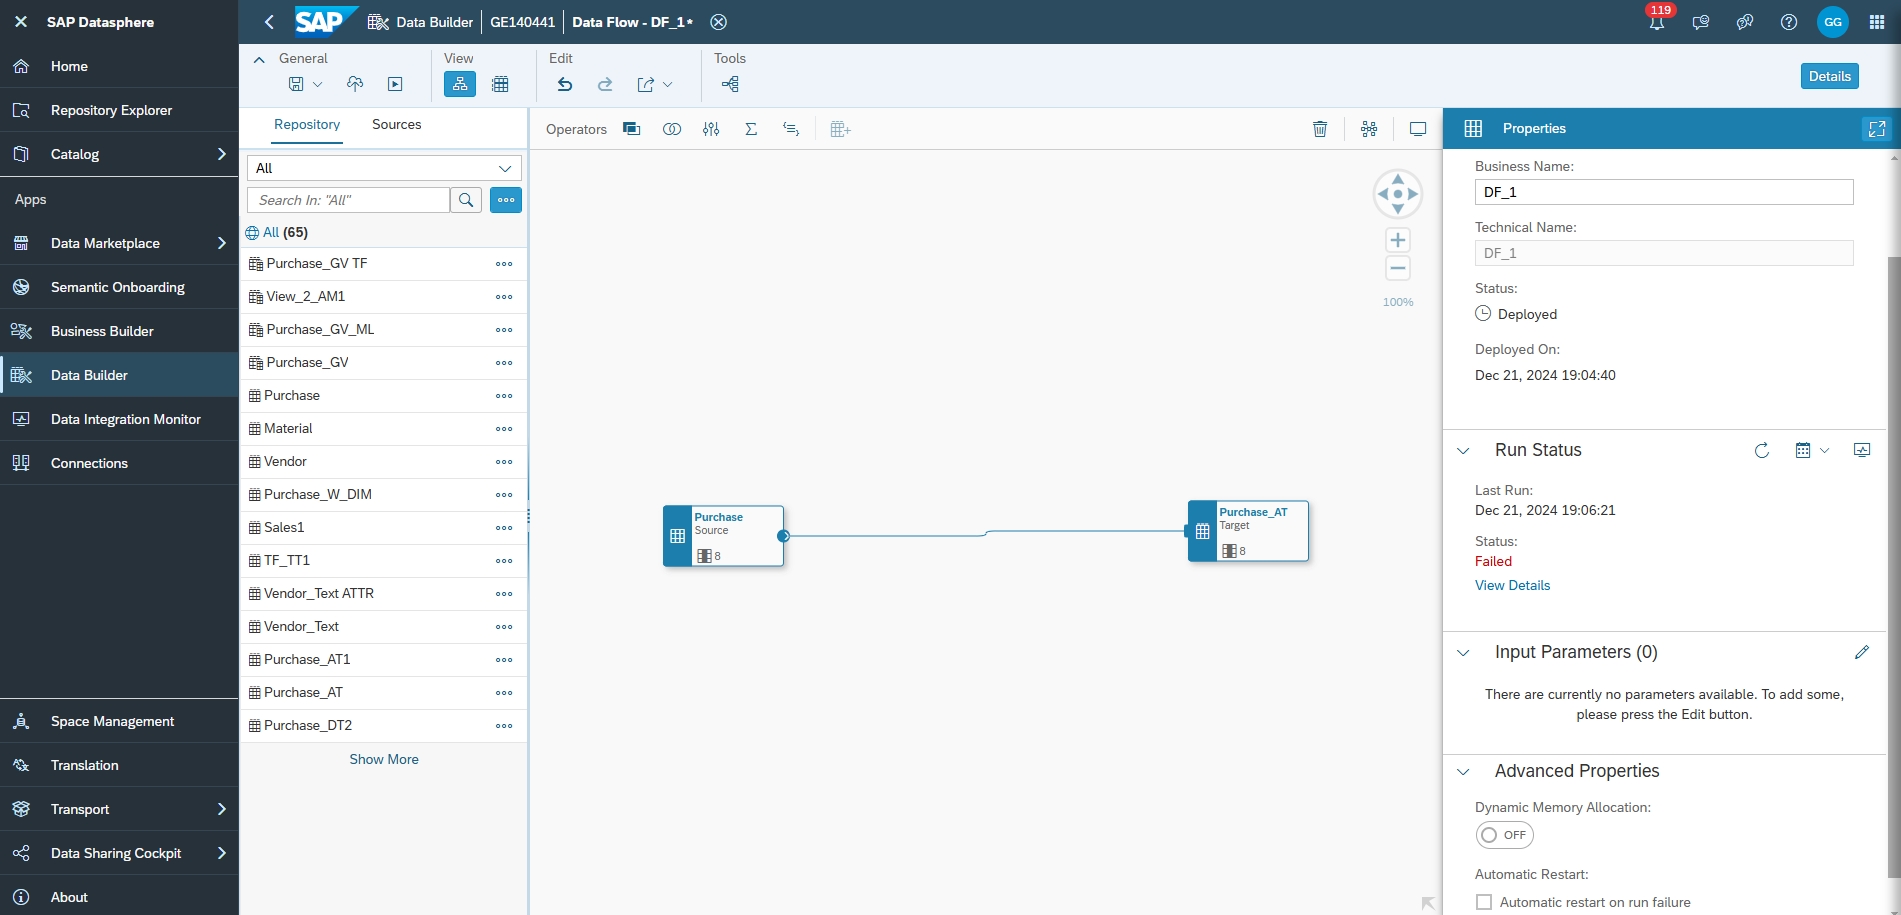 SAP Datasphere
Home
Repository Explorer
Catalog
Apps
Data Marketplace
Semantic Onboarding
Business Builder
Data Builder
Data Integration Monitor
Connections
Space Management
Translation
Transport
Data Sharing Cockpit
About
SAP Data Builder GE140441 Data Flow - DF_1*
119
GG
General
View
Edit
Tools
Details
Repository Sources
All
Search In: "All"
All (65)
Purchase_GV TF
View_2_AM1
Purchase_GV_ML
Purchase_GV
Purchase
Material
Vendor
Purchase_W_DIM
Sales1
TF_TT1
Vendor_Text ATTR
Vendor_Text
Purchase_AT1
Purchase_AT
Purchase_DT2
Show More
Operators
100%
Purchase
Source
8
Purchase_AT
Target
8
Properties
Business Name:
DF_1
Technical Name:
DF_1
Status:
Deployed
Deployed On:
Dec 21, 2024 19:04:40
Run Status
Last Run:
Dec 21, 2024 19:06:21
Status:
Failed
View Details
Input Parameters (0)
There are currently no parameters available. To add some,
please press the Edit button.
Advanced Properties
Dynamic Memory Allocation:
OFF
Automatic Restart:
Automatic restart on run failure